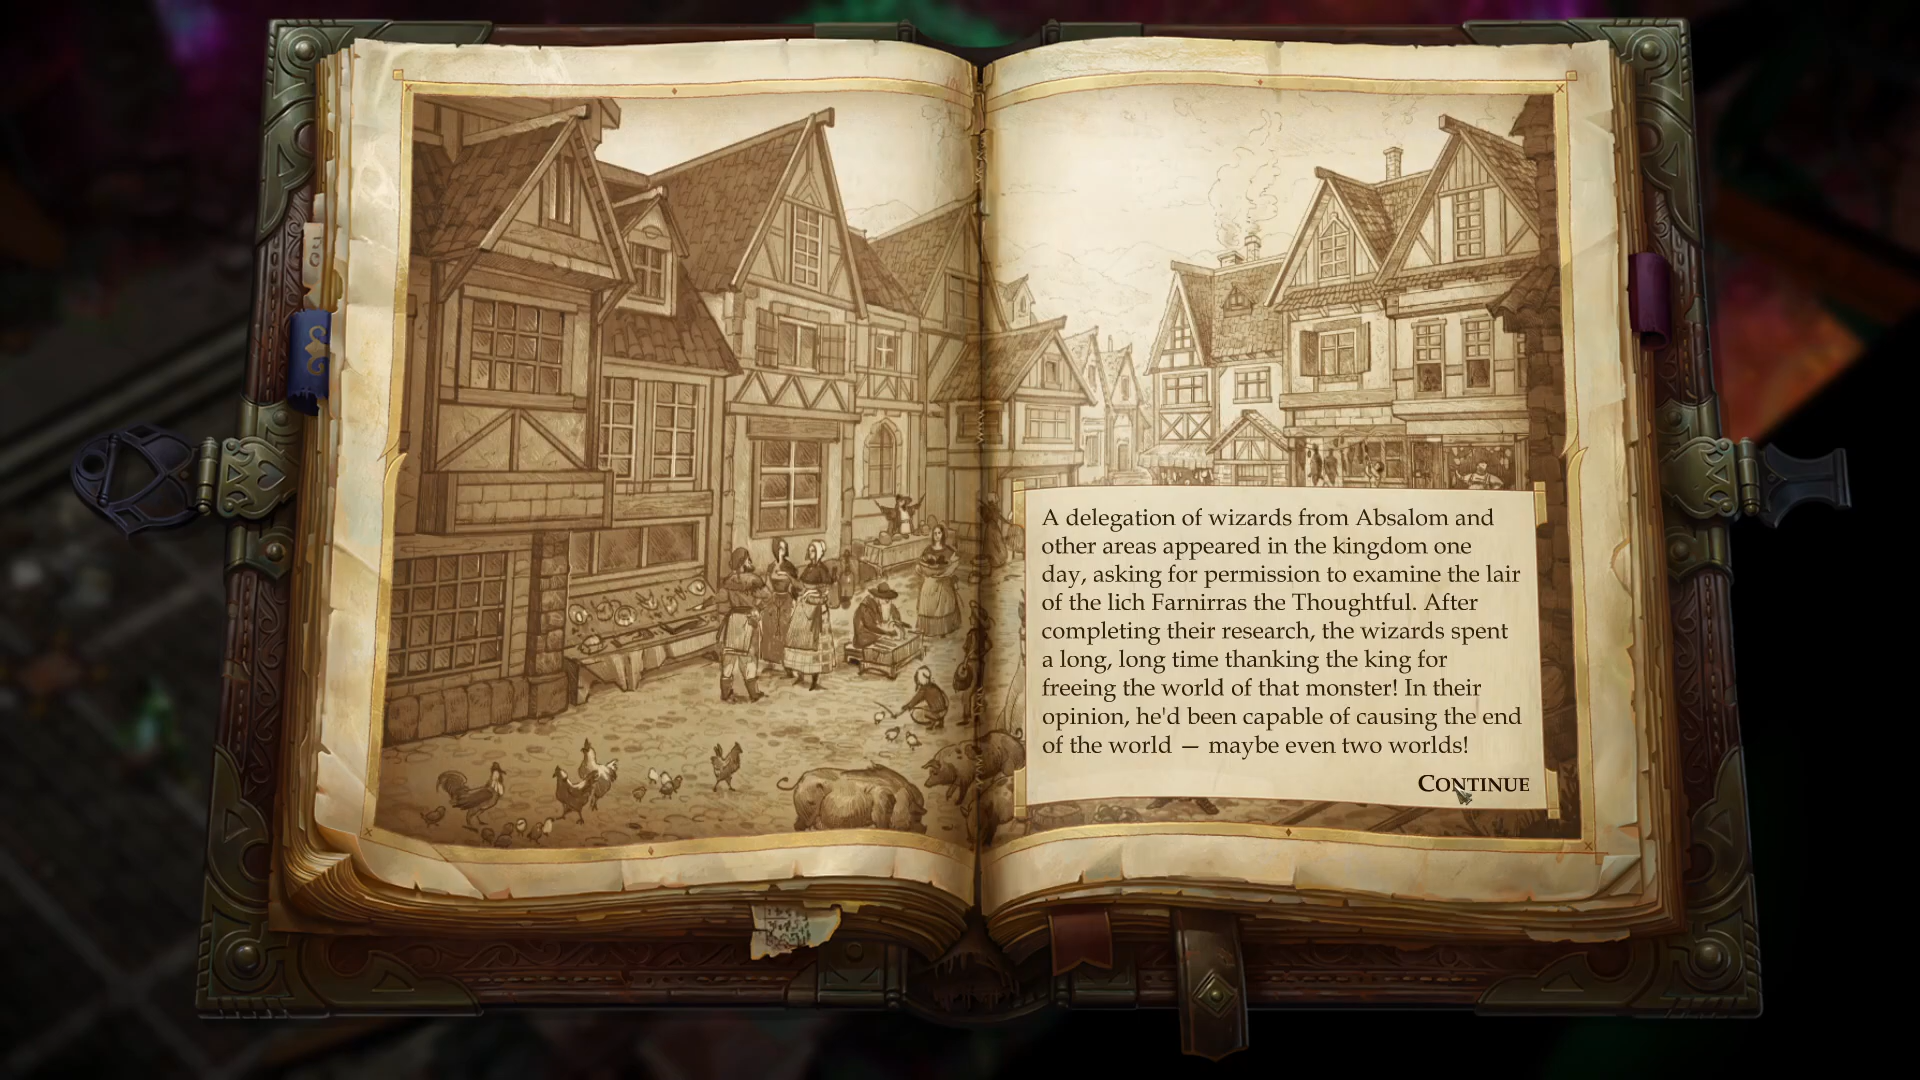 A delegation of wizards from Absalom and
other areas appeared in the kingdom one
day, asking for permission to examine the lair
of the lich Farnirras the Thoughtful. After
completing their research, the wizards spent
a long, long time thanking the king for
freeing the world of that monster! In their
opinion, he'd been capable of causing the end
of the world — maybe even two worlds!
CONTINUE